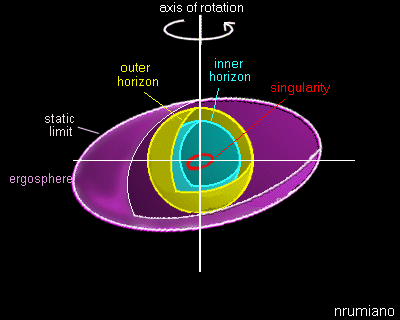 axis of rotation
outer
horizon
inner
horizon
singularity
static
limit
ergosphere
nrumiano